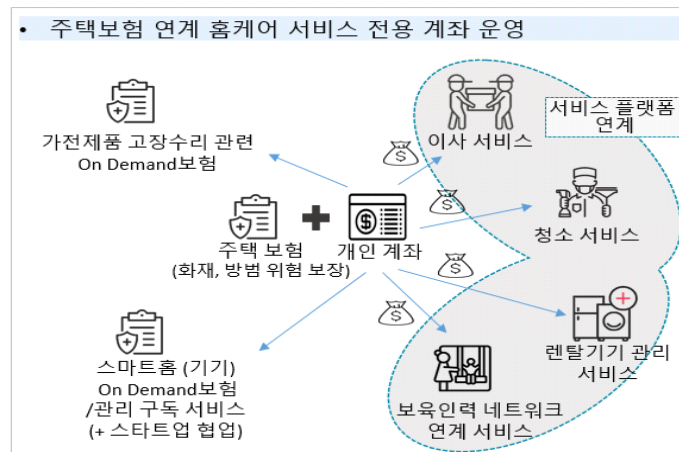 • 주택보험 연계 홈케어 서비스 전용 계좌 운영
가전제품 고장수리 관련
On Demand보험
이사 서비스
서비스 플랫폼
연계
청소 서비스
주택 보험
(화재, 방범 위험 보장)
개인 계좌
스마트홈 (기기)
On Demand보험
/관리 구독 서비스
(+ 스타트업 협업)
렌탈기기 관리
서비스
보육인력 네트워크
연계 서비스